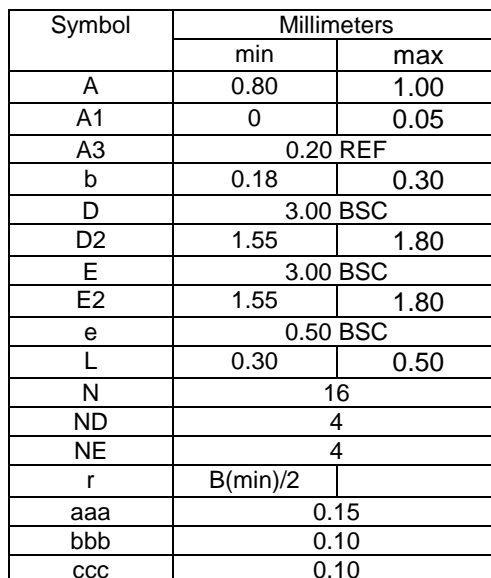 Symbol Millimeters
min max
A 0.80 1.00
A1 0 0.05
A3 0.20 REF
b 0.18 0.30
D 3.00 BSC
D2 1.55 1.80
E 3.00 BSC
E2 1.55 1.80
e 0.50 BSC
L 0.30 0.50
N 16
ND 4
NE 4
r B(min)/2
aaa 0.15
bbb 0.10
ccc 0.10